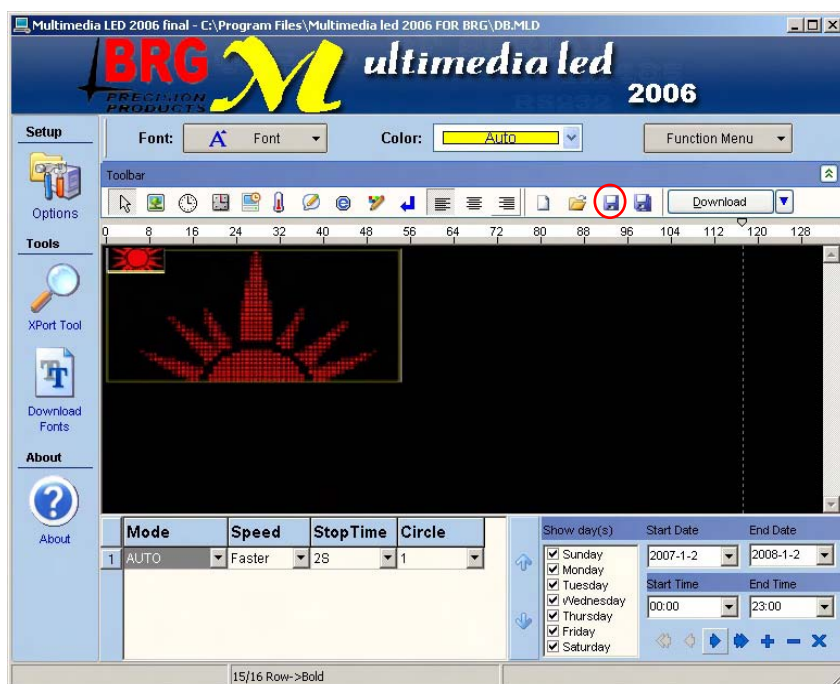 Multimedia LED 2006 final - C:\Program Files\Multimedia led 2006 FOR BRG\DB.MLD
BRG
PRECISION
PRODUCTS
Multimedia led
2006
Setup
Options
Tools
XPort Tool
Download
Fonts
About
About
Font: A Font Color: Auto Function Menu
Toolbar
Download
0 8 16 24 32 40 48 56 64 72 80 88 96 104 112 120 128
Mode Speed StopTime Circle
1 AUTO Faster 2S 1
Show day(s)
Sunday
Monday
Tuesday
Wednesday
Thursday
Friday
Saturday
Start Date End Date
2007-1-2 2008-1-2
Start Time End Time
00:00 23:00
15/16 Row->Bold